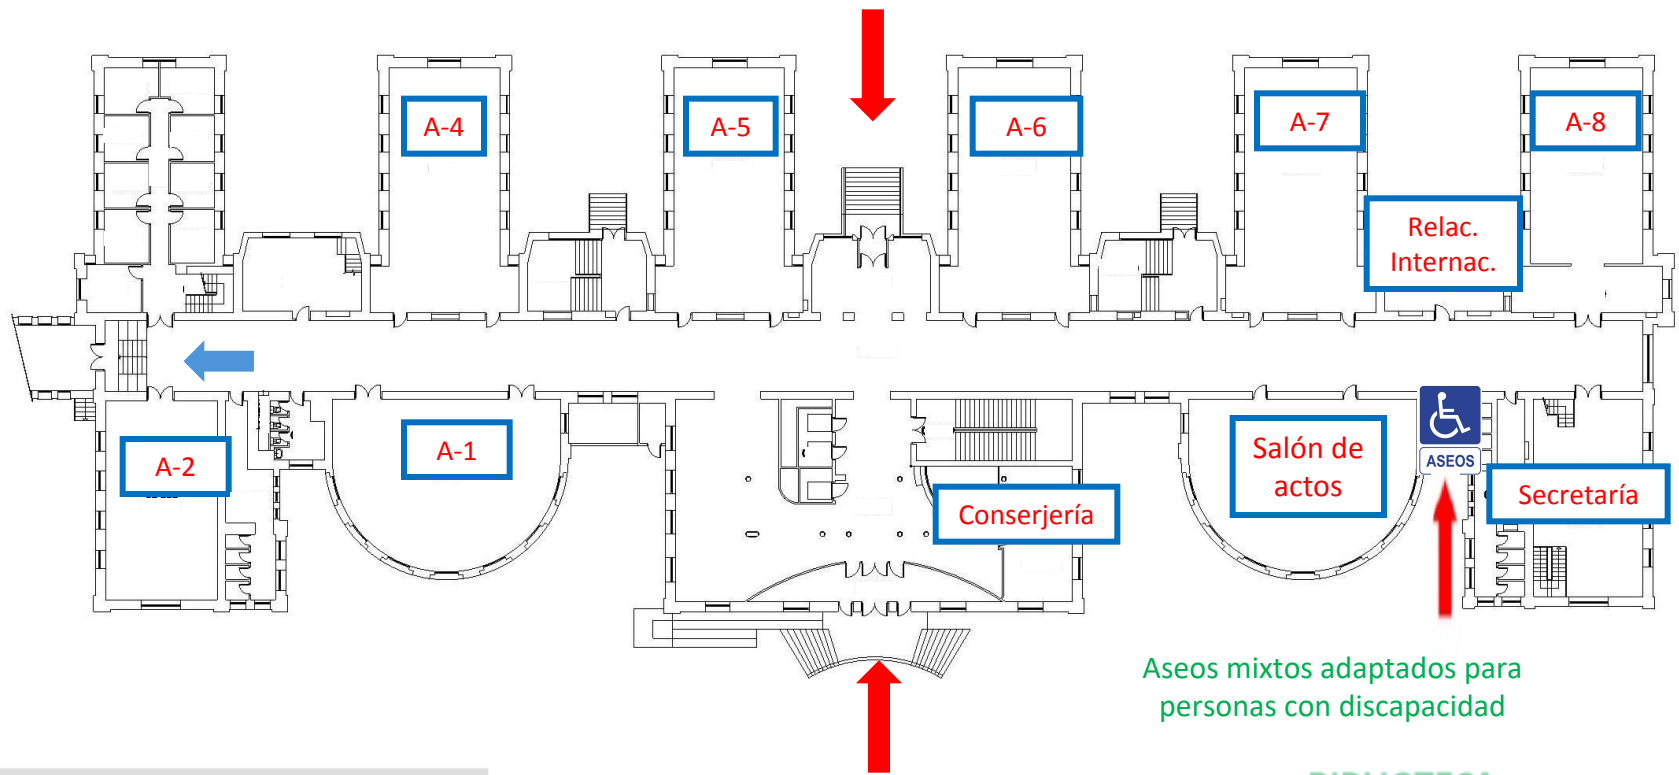 A-4
A-5
A-6
A-7
A-8
Relac.
Internac.
A-2
A-1
Conserjería
Salón de
actos
ASEOS
Secretaría
Aseos mixtos adaptados para
personas con discapacidad